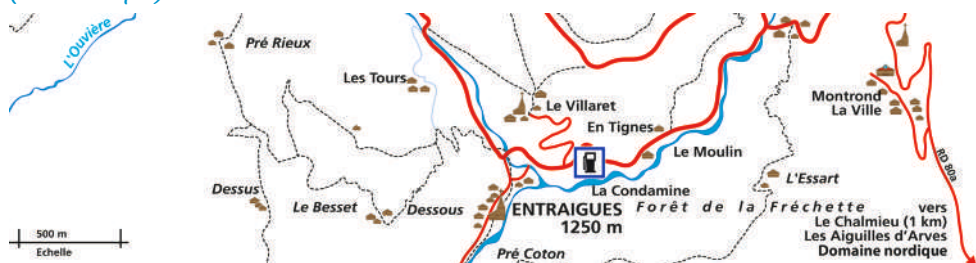 L'Ouvière
Pré Rieux
Les Tours
Le Villaret
En Tignes
Le Moulin
Montrond
La Ville
RD 80a
L'Essart
La Condamine
Dessus
Le Besset
Dessous
ENTRAIGUES
1250 m
Forêt de la Fréchette
vers
Le Chalmieu (1 km)
Les Aiguilles d'Arves
Domaine nordique
Pré Coton
500 m
Echelle